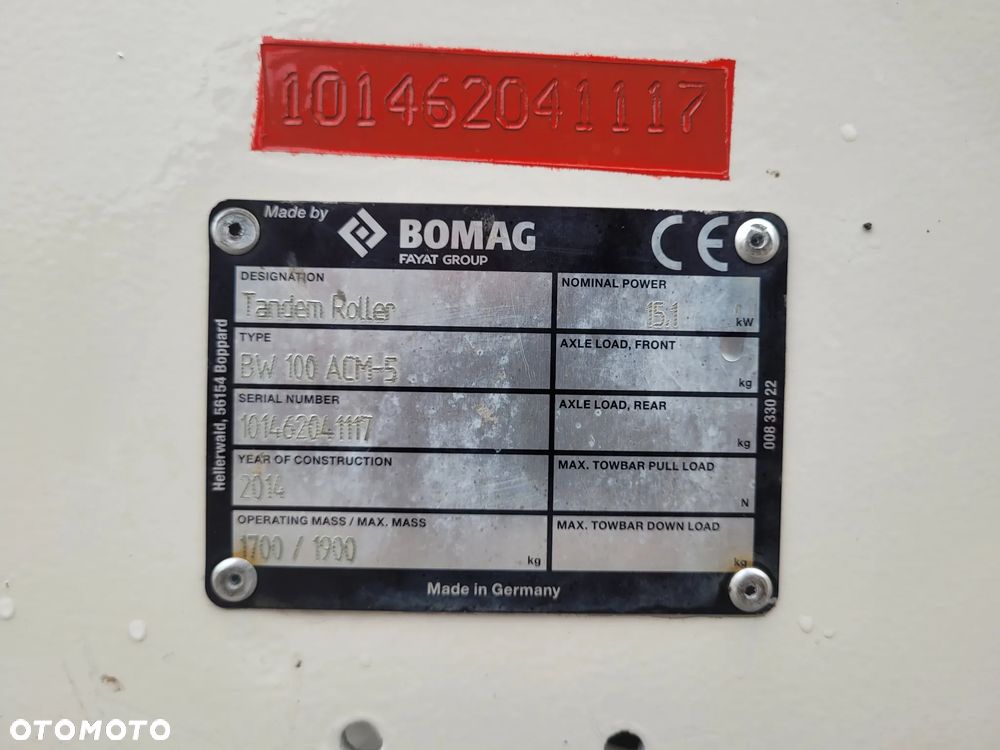 101462041117
Made by BOMAG
FAYAT GROUP
CE
DESIGNATION
Tandem Roller
NOMINAL POWER
15.1 kW
TYPE
BW 100 ACM-5
AXLE LOAD, FRONT
kg
SERIAL NUMBER
101462041117
AXLE LOAD, REAR
kg
YEAR OF CONSTRUCTION
2014
MAX. TOWBAR PULL LOAD
N
OPERATING MASS / MAX. MASS
1700 / 1900 kg
MAX. TOWBAR DOWN LOAD
kg
Hellerwald, 56154 Boppard
008 330 22
Made in Germany
OTOMOTO